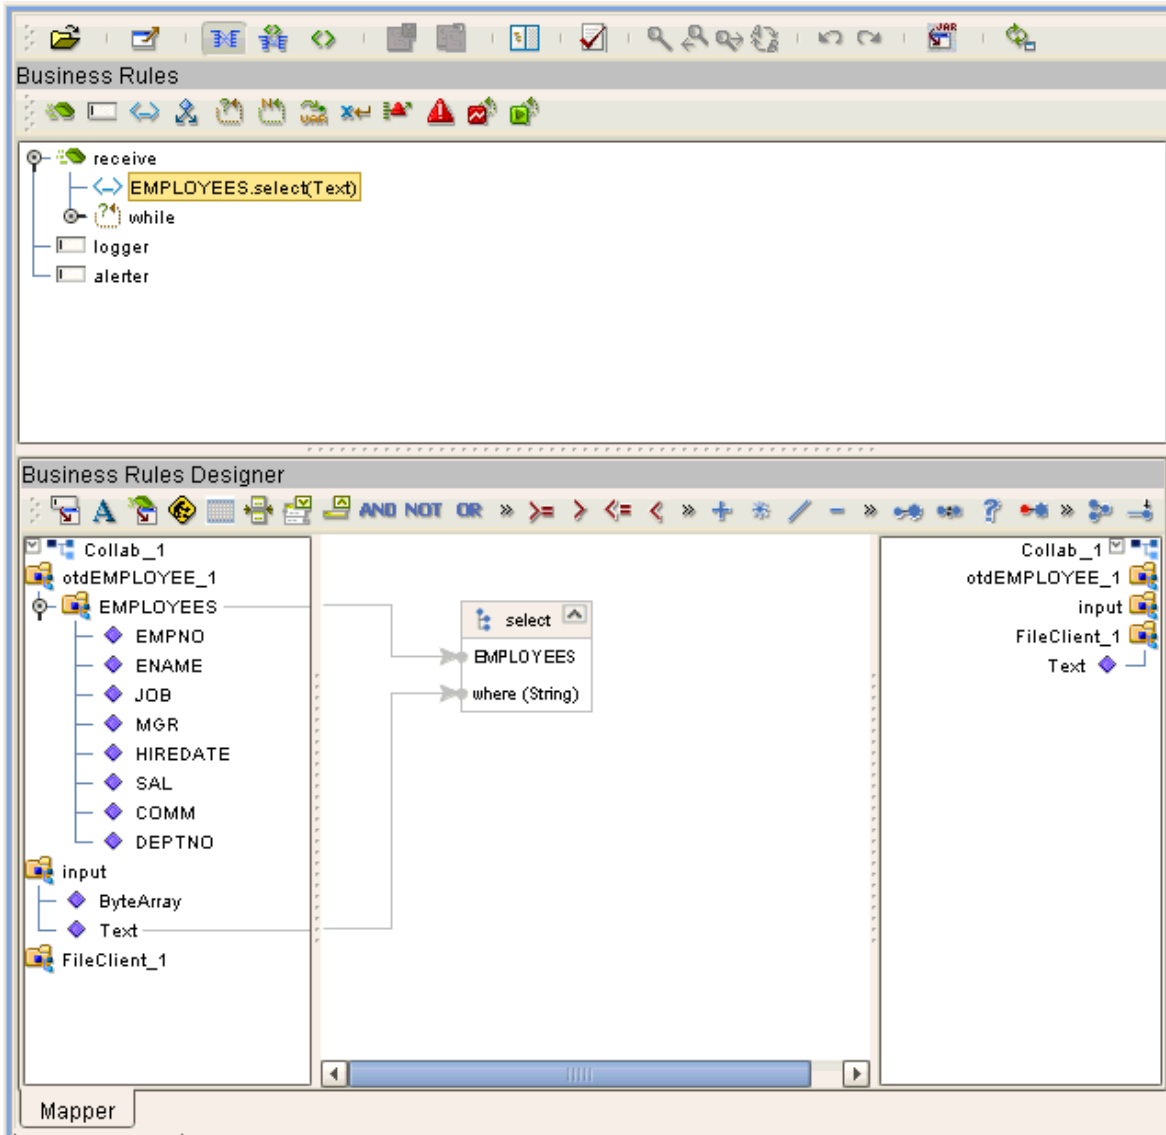 JAR
Business Rules
VAR
receive
EMPLOYEES.select(Text)
while
logger
alerter
Business Rules Designer
AND NOT OR » >= > <= < » + / - » ? »
Collab_1
otdEMPLOYEE_1
EMPLOYEES
EMPNO
ENAME
JOB
MGR
HIREDATE
SAL
COMM
DEPTNO
input
ByteArray
Text
FileClient_1
select
EMPLOYEES
where (String)
Collab_1
otdEMPLOYEE_1
input
FileClient_1
Text
Mapper